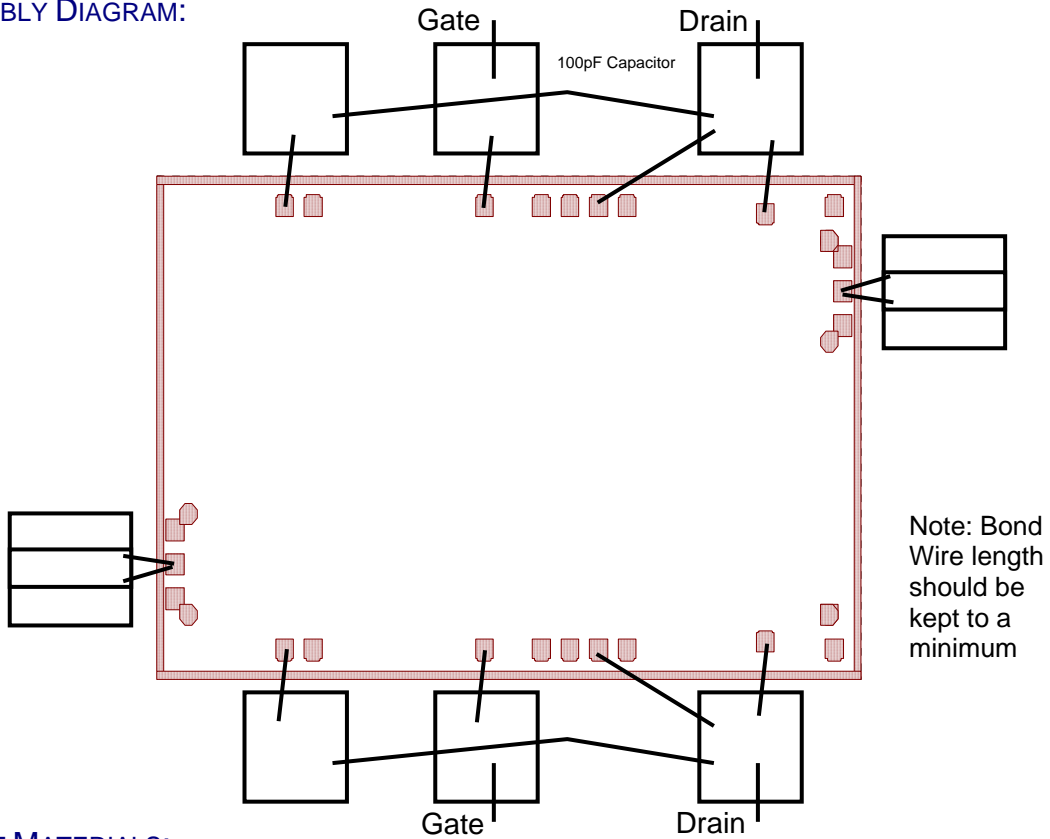 BLY DIAGRAM:
Gate
Drain
100pF Capacitor
Note: Bond
Wire length
should be
kept to a
minimum
Gate
Drain
MATERIALS: